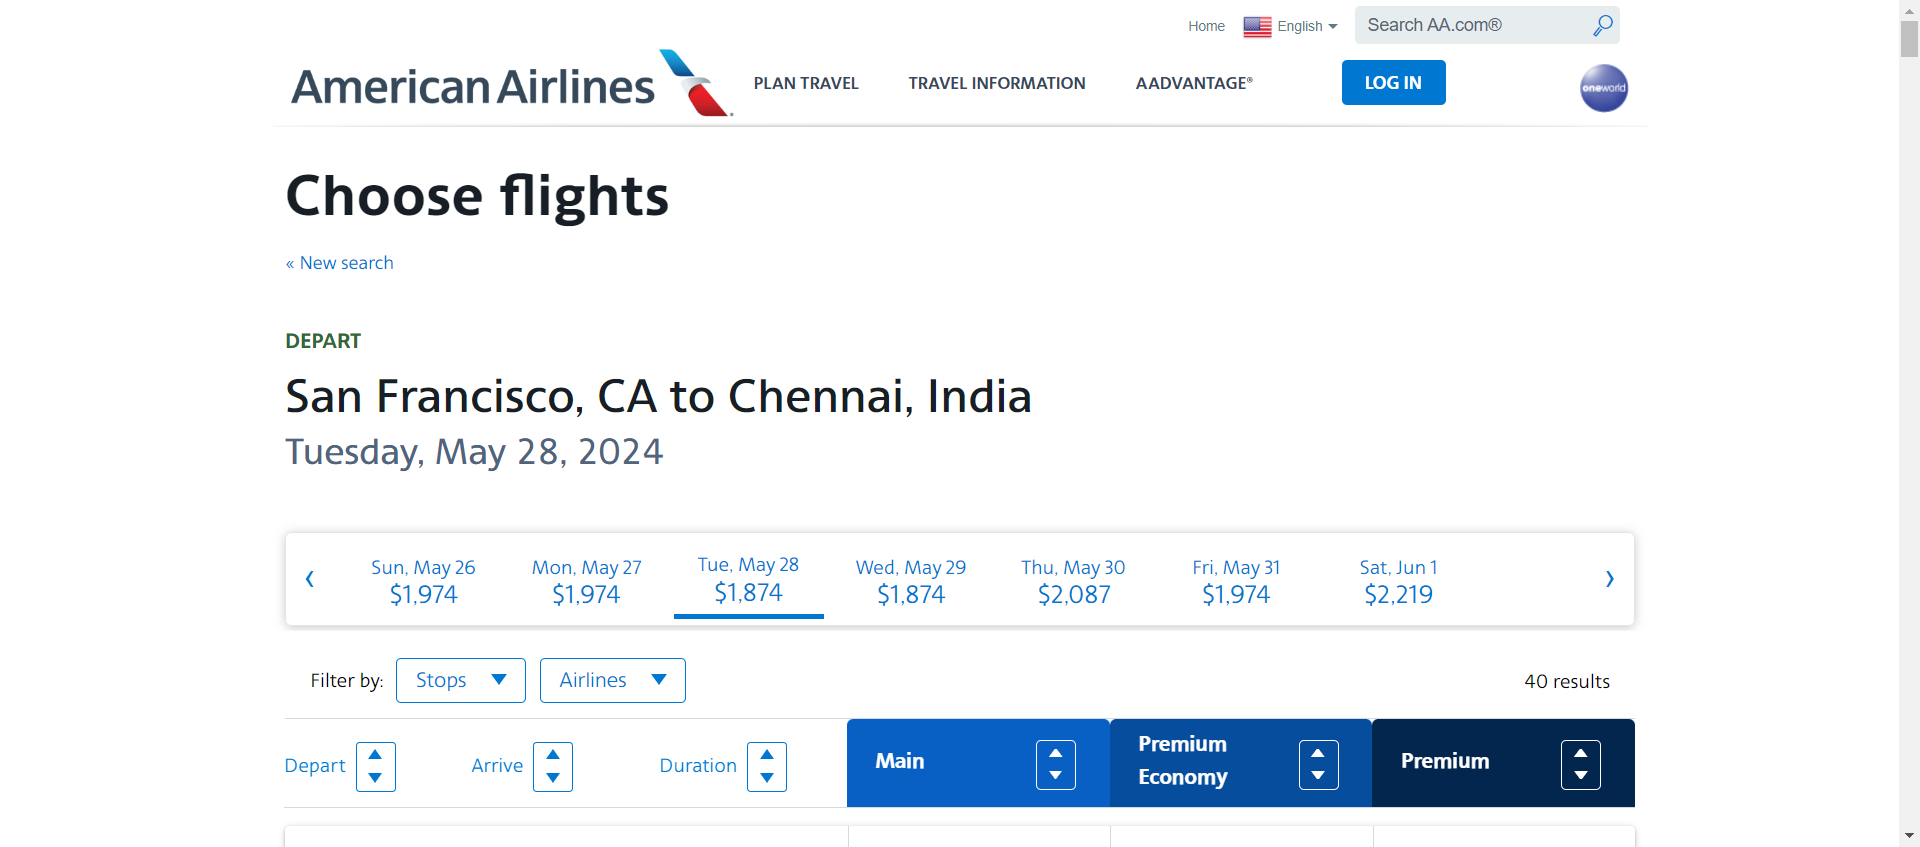 Home English Search AA.com®
American Airlines PLAN TRAVEL TRAVEL INFORMATION AADVANTAGE® LOG IN oneworld
Choose flights
« New search
DEPART
San Francisco, CA to Chennai, India
Tuesday, May 28, 2024
Sun, May 26 Mon, May 27 Tue, May 28 Wed, May 29 Thu, May 30 Fri, May 31 Sat, Jun 1
$1,974 $1,974 $1,874 $1,874 $2,087 $1,974 $2,219
Filter by: Stops Airlines 40 results
Depart Arrive Duration Main Premium Economy Premium